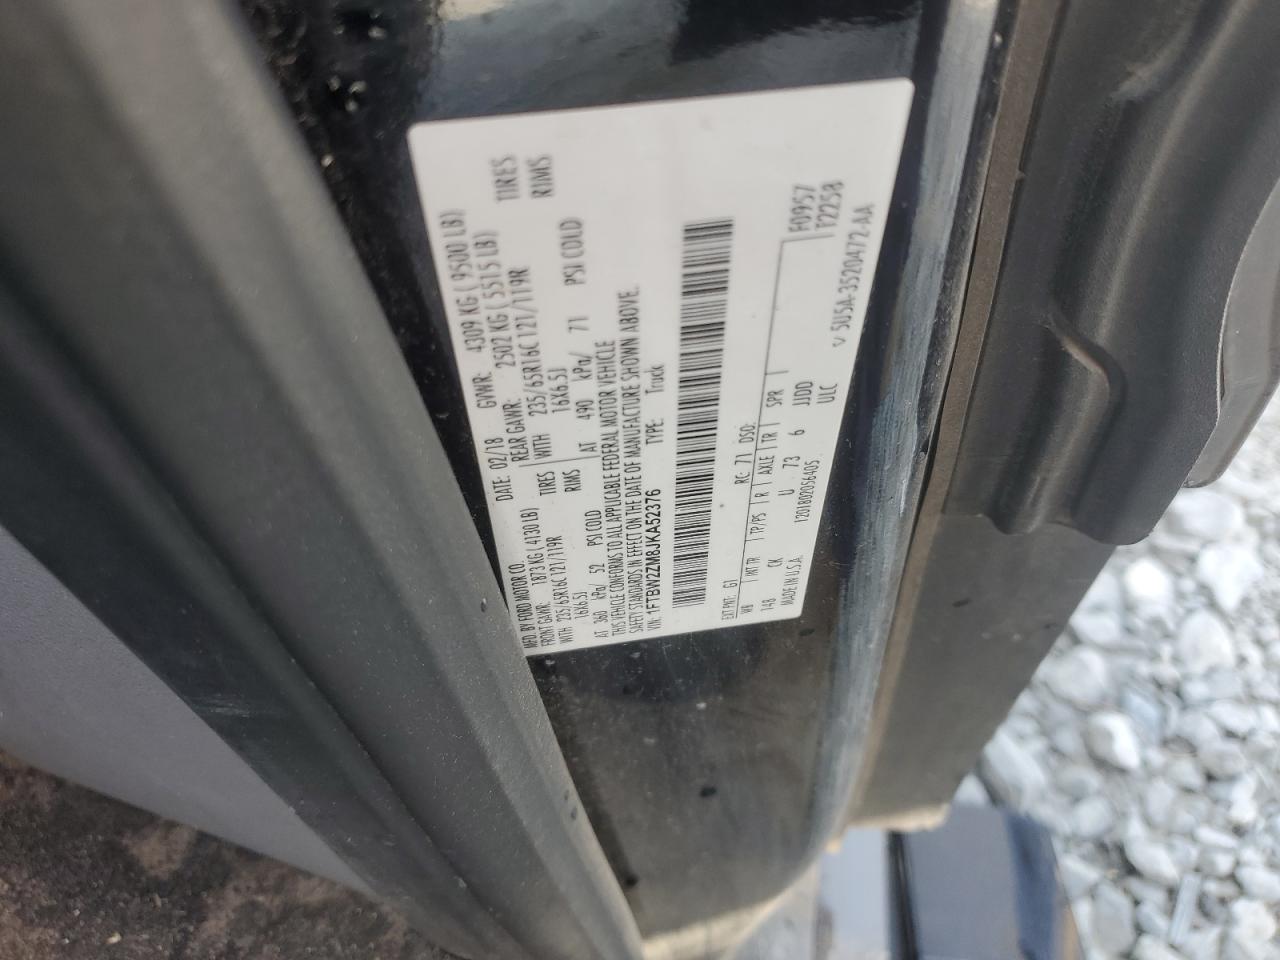 MFD. BY FORD MOTOR CO.
DATE: 02/18 GVWR: 4309 KG ( 9500 LB)
FRONT GAWR: 1873 KG ( 4130 LB) REAR GAWR: 2502 KG ( 5515 LB)
WITH 235/65R16C 121/119R TIRES WITH 235/65R16C 121/119R TIRES
16X6.5J RIMS 16X6.5J RIMS
AT 360 kPa/ 52 PSI COLD AT 490 kPa/ 71 PSI COLD
THIS VEHICLE CONFORMS TO ALL APPLICABLE FEDERAL MOTOR VEHICLE
SAFETY STANDARDS IN EFFECT ON THE DATE OF MANUFACTURE SHOWN ABOVE.
VIN: 1FTBW2ZM8JKA52376 TYPE: Truck
EXT PNT: G1 RC: 71 DSO: F0957
WB INT TR TP/PS R AXLE TR SPR F2258
148 CK U 73 6 JJDD
MADE IN U.S.A. 1201802056405 ULC
5U5A-3520472-AA